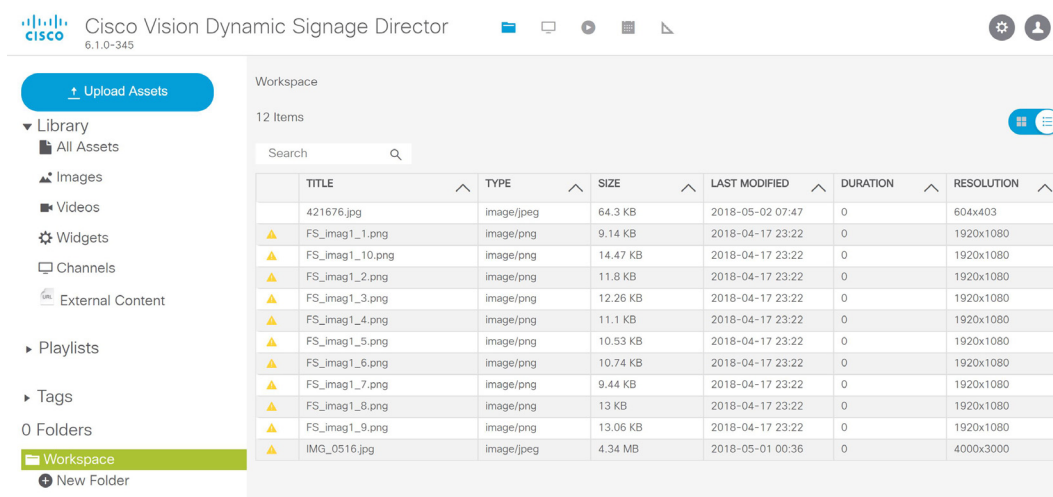 CISCO
Cisco Vision Dynamic Signage Director
6.1.0-345
Upload Assets
Library
All Assets
Images
Videos
Widgets
Channels
URL External Content
Playlists
Tags
0 Folders
Workspace
New Folder
Workspace
12 Items
Search
TITLE TYPE SIZE LAST MODIFIED DURATION RESOLUTION
421676.jpg image/jpeg 64.3 KB 2018-05-02 07:47 0 604x403
FS_imag1_1.png image/png 9.14 KB 2018-04-17 23:22 0 1920x1080
FS_imag1_10.png image/png 14.47 KB 2018-04-17 23:22 0 1920x1080
FS_imag1_2.png image/png 11.8 KB 2018-04-17 23:22 0 1920x1080
FS_imag1_3.png image/png 12.26 KB 2018-04-17 23:22 0 1920x1080
FS_imag1_4.png image/png 11.1 KB 2018-04-17 23:22 0 1920x1080
FS_imag1_5.png image/png 10.53 KB 2018-04-17 23:22 0 1920x1080
FS_imag1_6.png image/png 10.74 KB 2018-04-17 23:22 0 1920x1080
FS_imag1_7.png image/png 9.44 KB 2018-04-17 23:22 0 1920x1080
FS_imag1_8.png image/png 13 KB 2018-04-17 23:22 0 1920x1080
FS_imag1_9.png image/png 13.06 KB 2018-04-17 23:22 0 1920x1080
IMG_0516.jpg image/jpeg 4.34 MB 2018-05-01 00:36 0 4000x3000